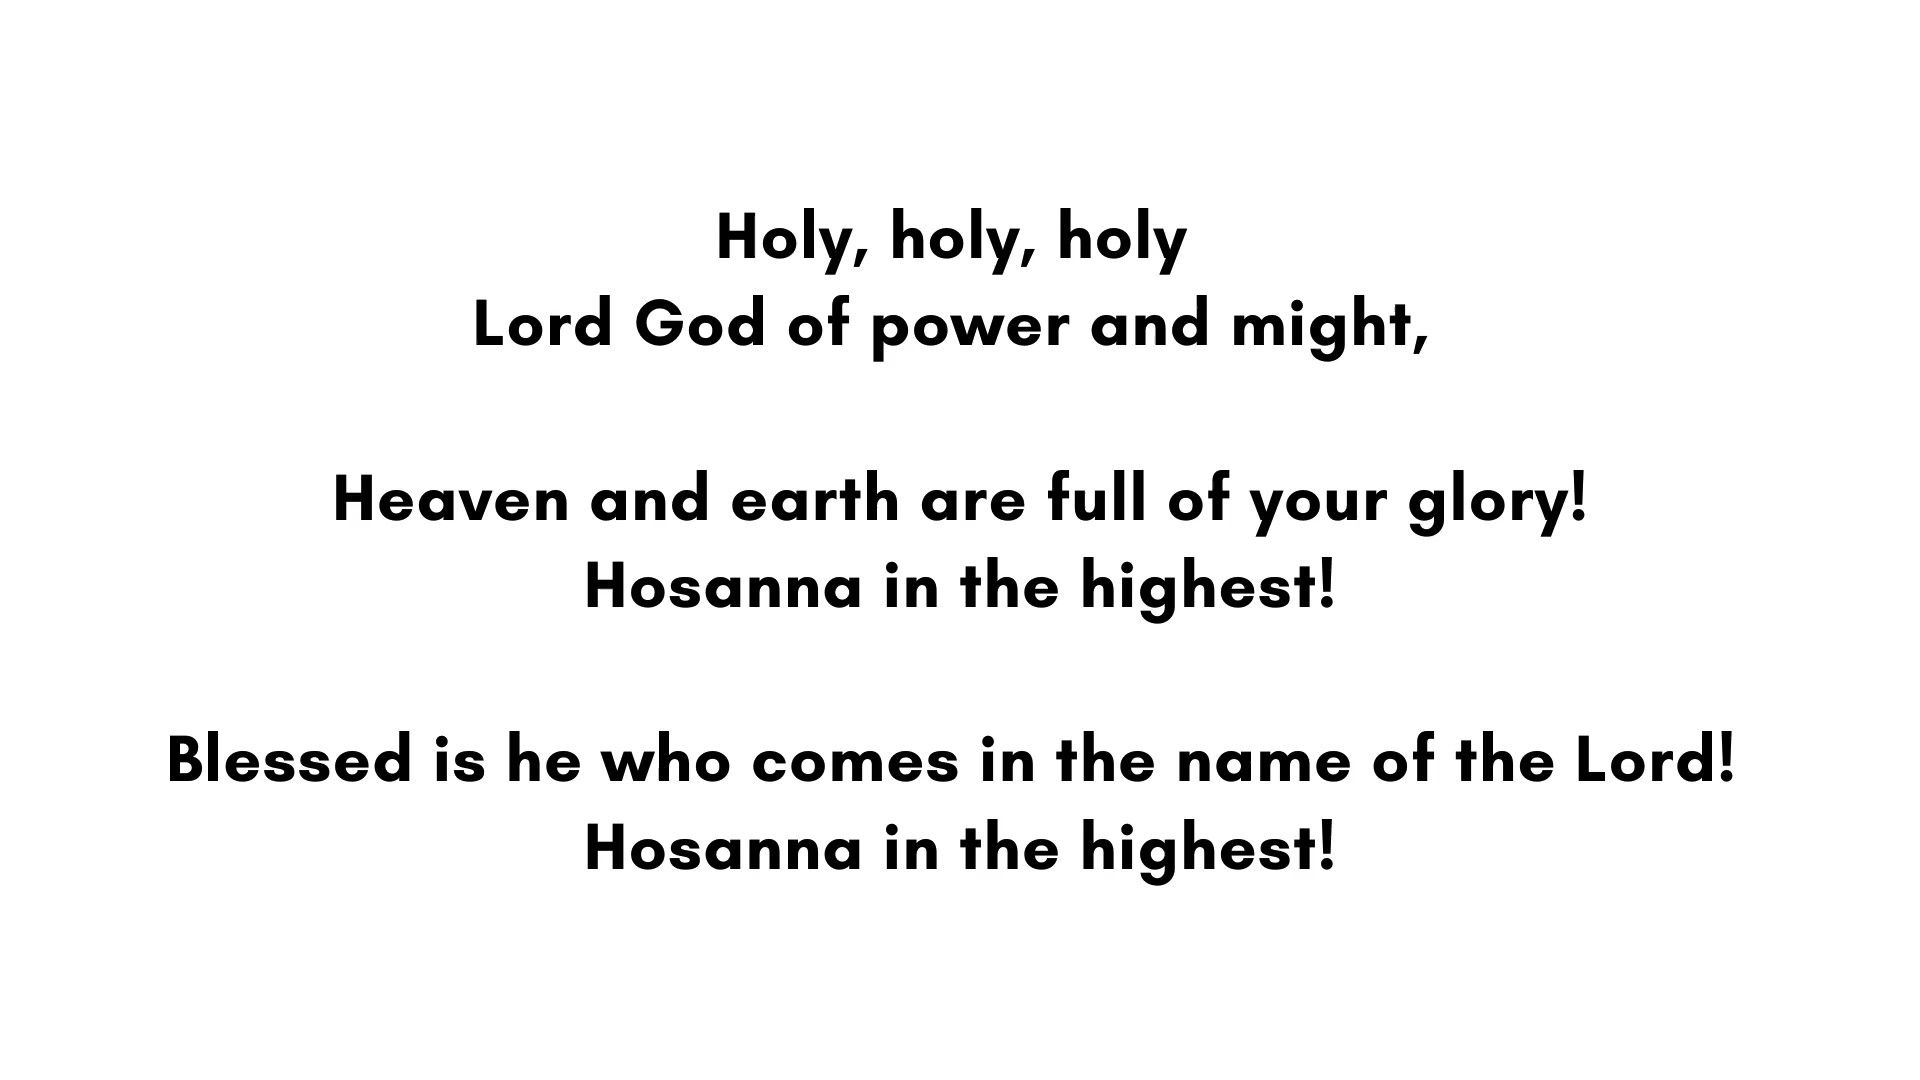 Holy, holy, holy
Lord God of power and might,
Heaven and earth are full of your glory!
Hosanna in the highest!
Blessed is he who comes in the name of the Lord!
Hosanna in the highest!